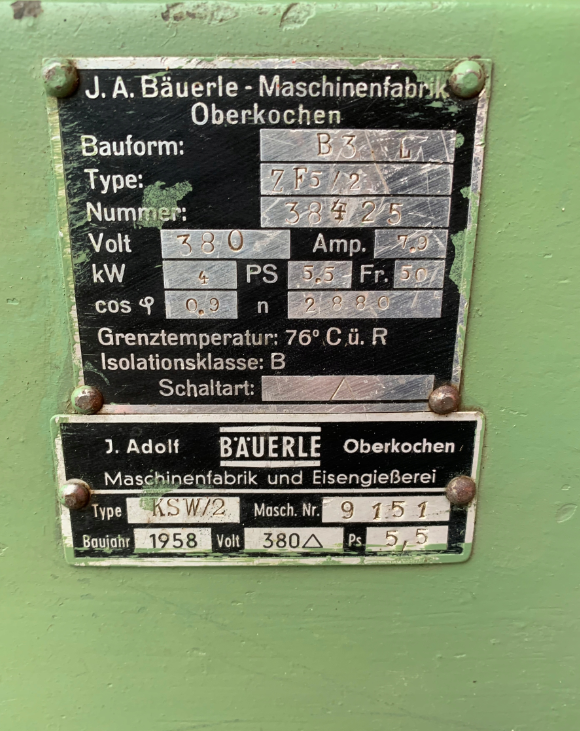 J. A. Bäuerle - Maschinenfabrik
Oberkochen
Bauform: B3 L
Type: 7F5/2
Nummer: 38425
Volt 380 Amp. 7.9
kW 4 PS 5.5 Fr. 50
cos φ 0.9 n 2880
Grenztemperatur: 76° C ü. R
Isolationsklasse: B
Schaltart: /
J. Adolf BÄUERLE Oberkochen
Maschinenfabrik und Eisengießerei
Type KSW/2 Masch. Nr. 9151
Baujahr 1958 Volt 380△ Ps 5,5